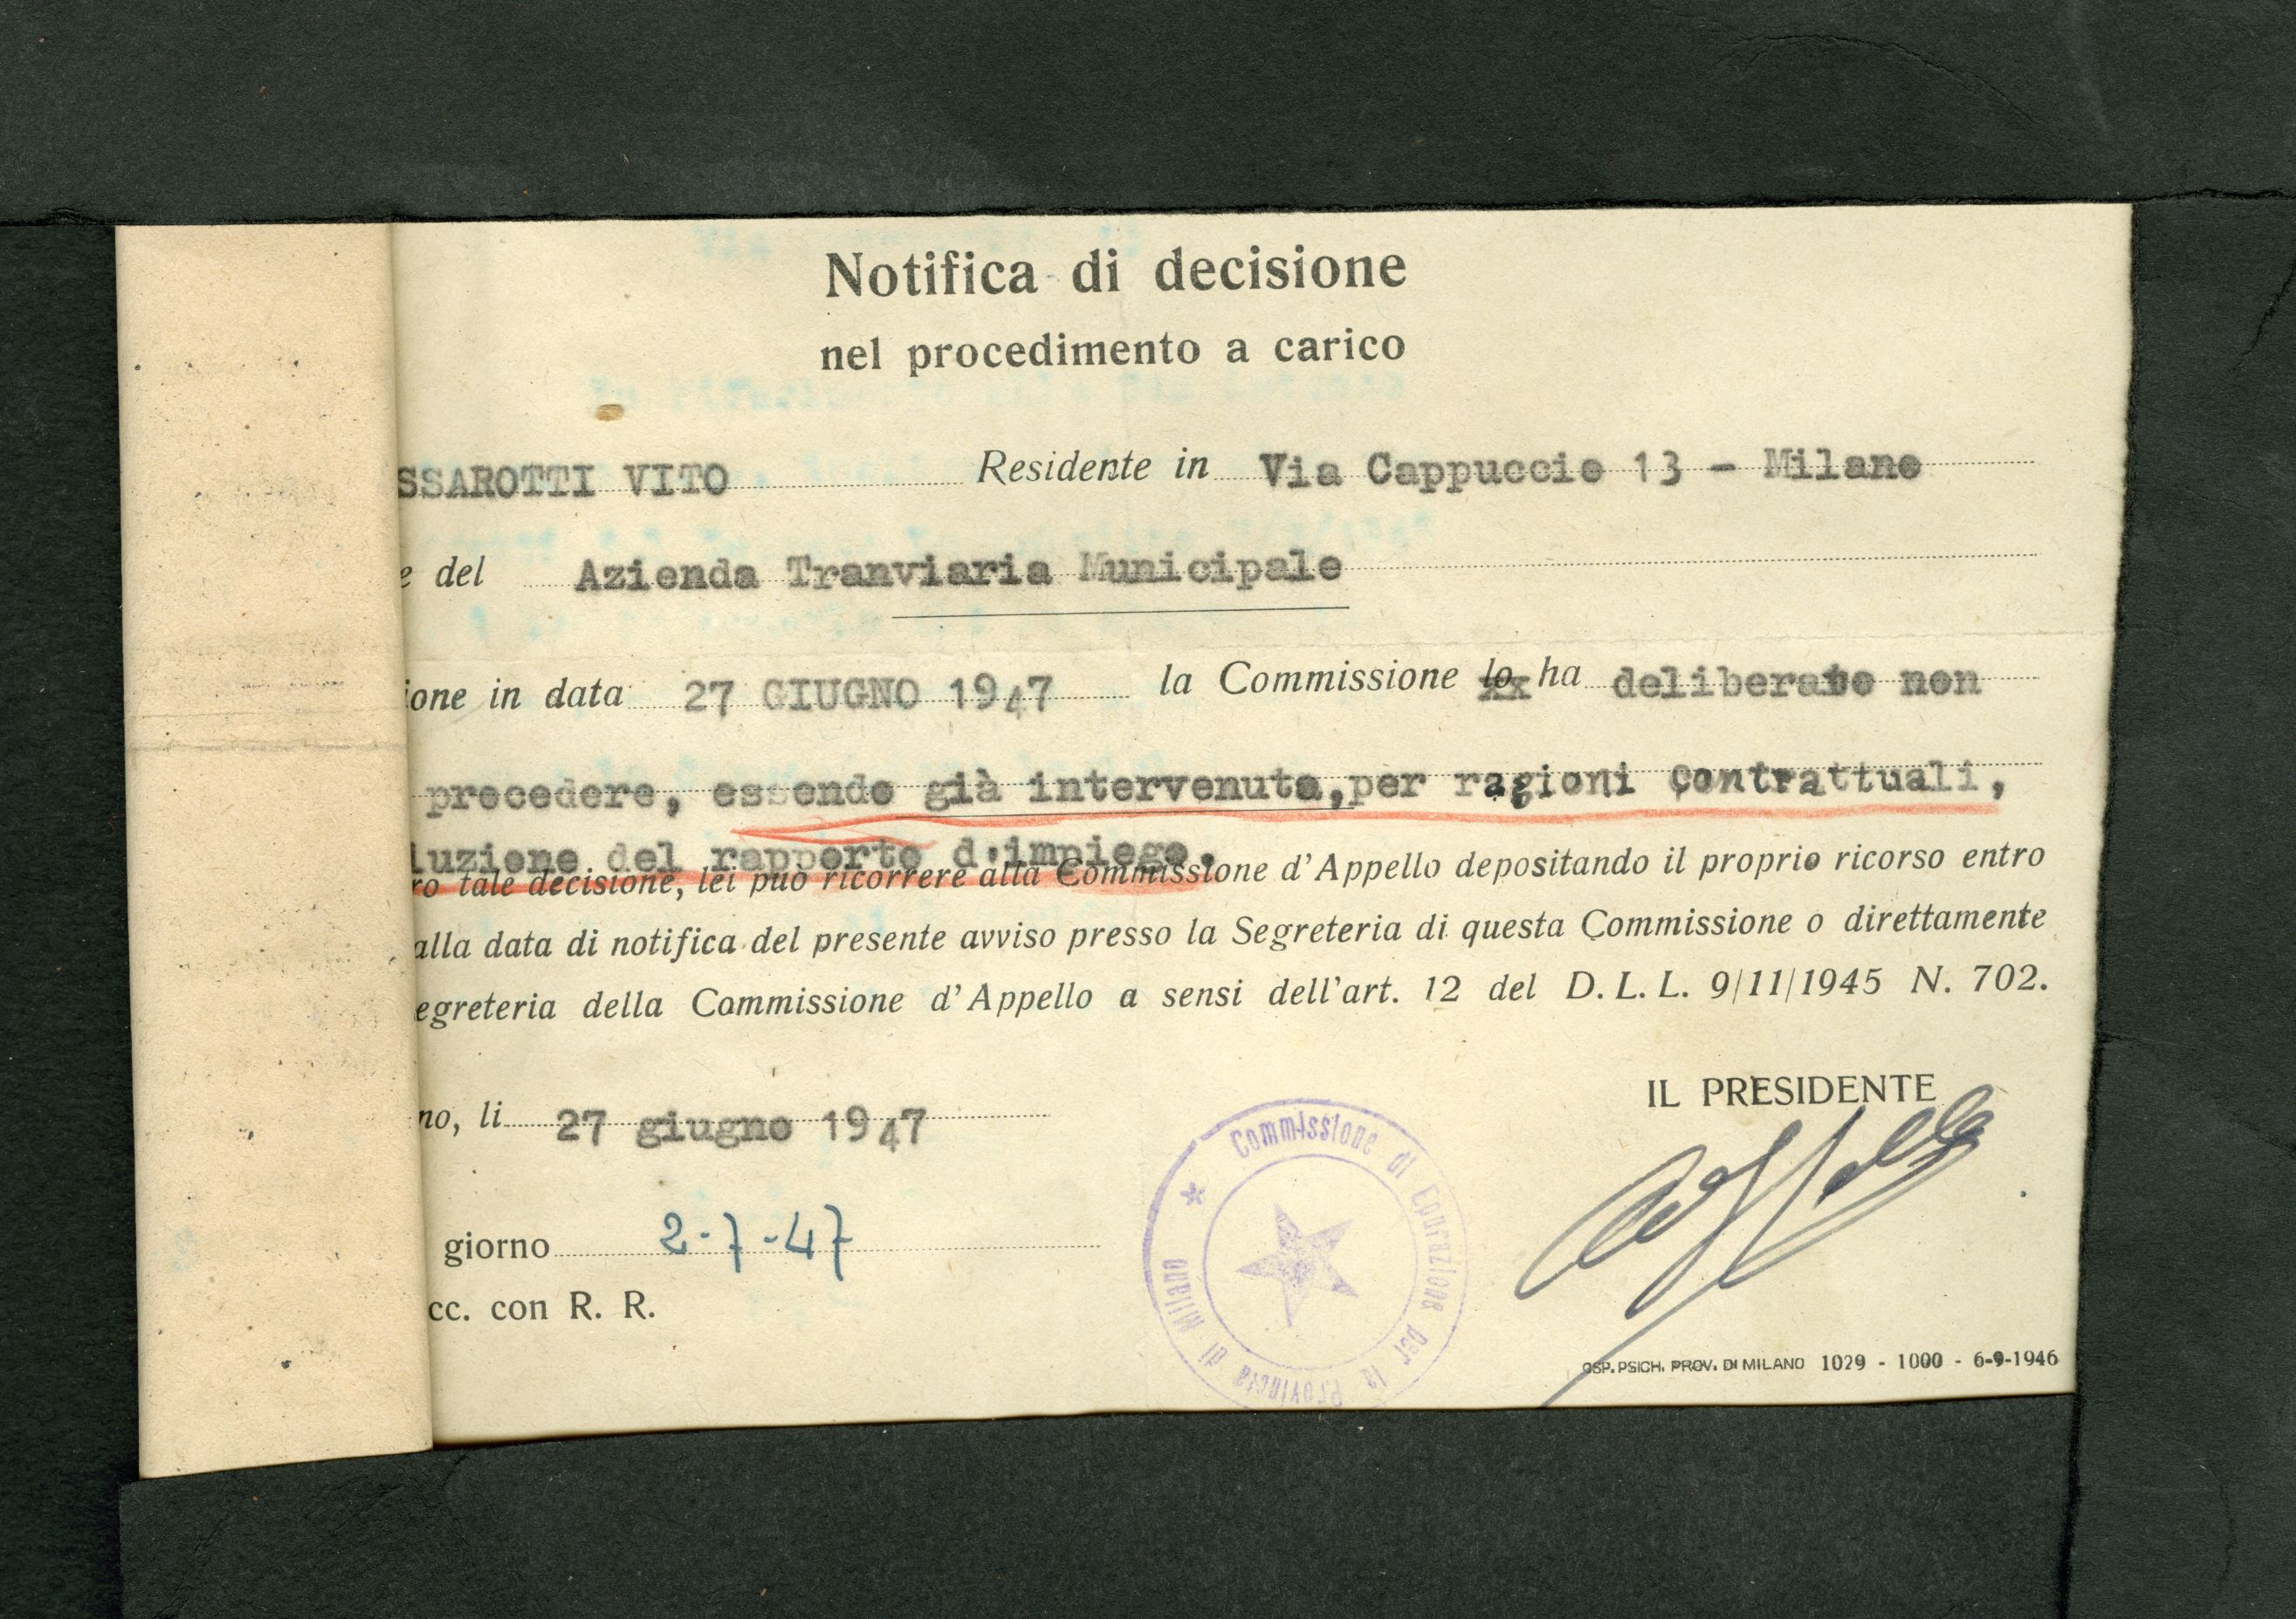 Notifica di decisione
nel procedimento a carico
SSAROTTI VITO Residente in Via Cappuccio 13 - Milano
e del Azienda Tranviaria Municipale
ione in data 27 GIUGNO 1947 la Commissione lo ha deliberato non
procedere, essendo già intervenuta, per ragioni contrattuali,
luzione del rapporto d'impiego.
ro tale decisione, lei può ricorrere alla Commissione d'Appello depositando il proprio ricorso entro
alla data di notifica del presente avviso presso la Segreteria di questa Commissione o direttamente
egreteria della Commissione d'Appello a sensi dell'art. 12 del D. L. L. 9/11/1945 N. 702.
no, li 27 giugno 1947
IL PRESIDENTE
Commissione di Epurazione per la Provincia di Milano
giorno 2-7-47
cc. con R. R.
OSP. PSICH. PROV. DI MILANO 1029 - 1000 - 6-9-1946